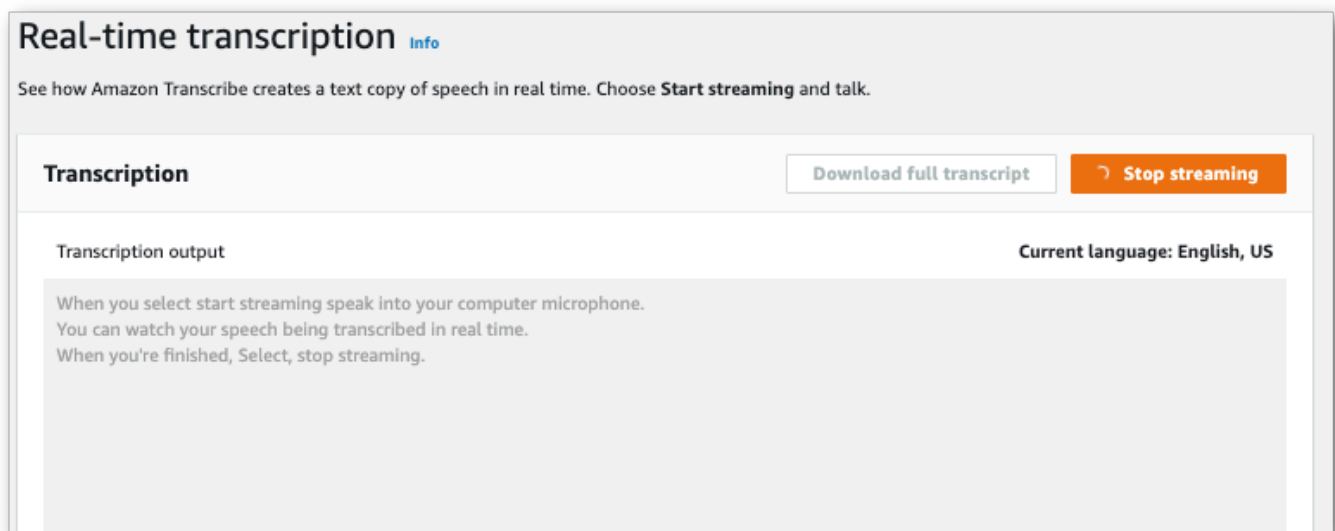 Real-time transcription Info
See how Amazon Transcribe creates a text copy of speech in real time. Choose Start streaming and talk.
Transcription
Download full transcript
Stop streaming
Transcription output
Current language: English, US
When you select start streaming speak into your computer microphone.
You can watch your speech being transcribed in real time.
When you're finished, Select, stop streaming.